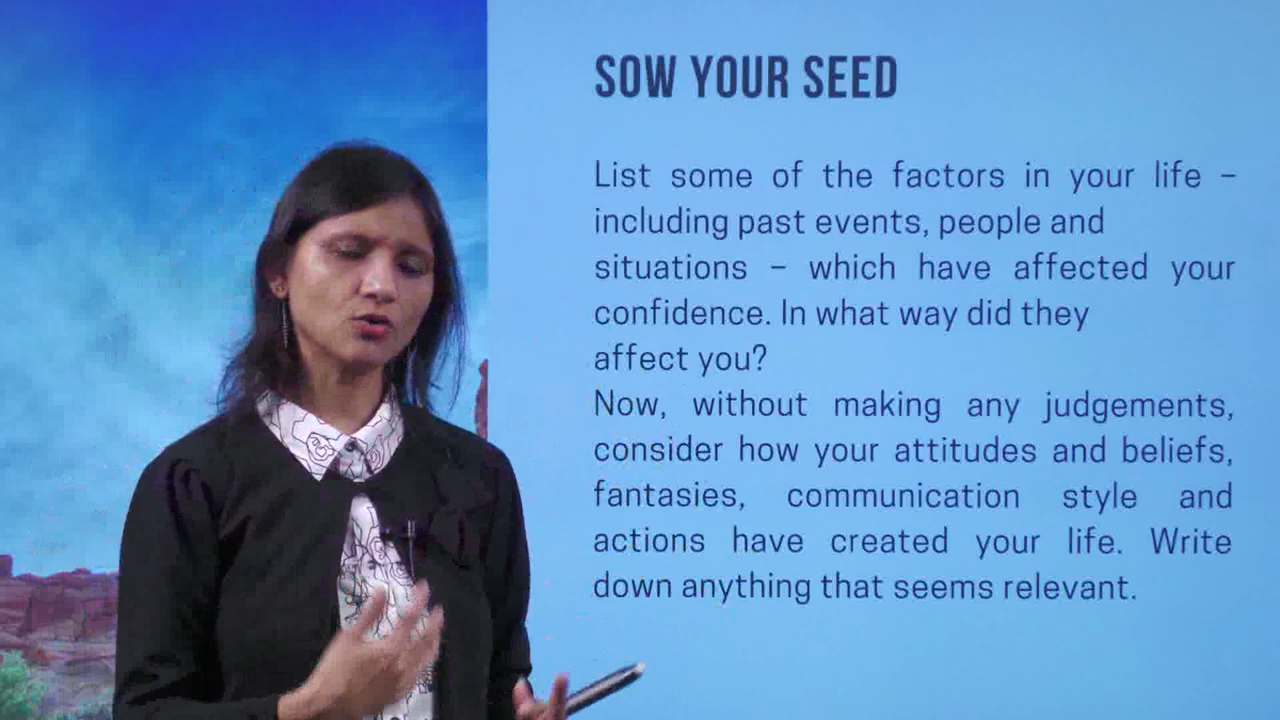 SOW YOUR SEED
List some of the factors in your life –
including past events, people and
situations – which have affected your
confidence. In what way did they
affect you?
Now, without making any judgements,
consider how your attitudes and beliefs,
fantasies, communication style and
actions have created your life. Write
down anything that seems relevant.